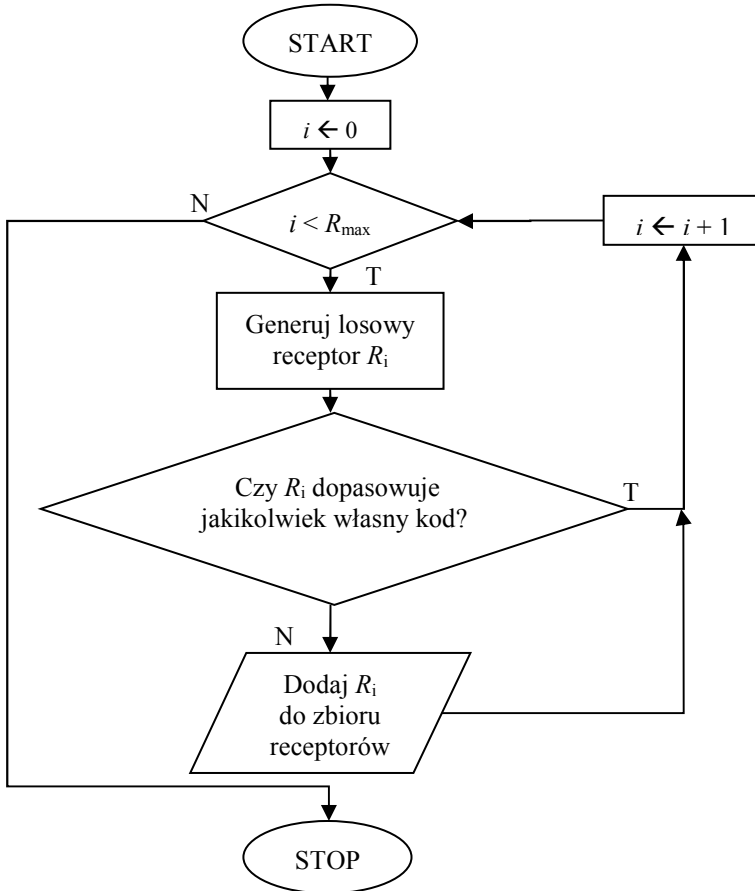 START
i ← 0
N
i < Rmax
i ← i + 1
T
Generuj losowy
receptor Ri
Czy Ri dopasowuje
jakikolwiek własny kod?
T
N
Dodaj Ri
do zbioru
receptorów
STOP